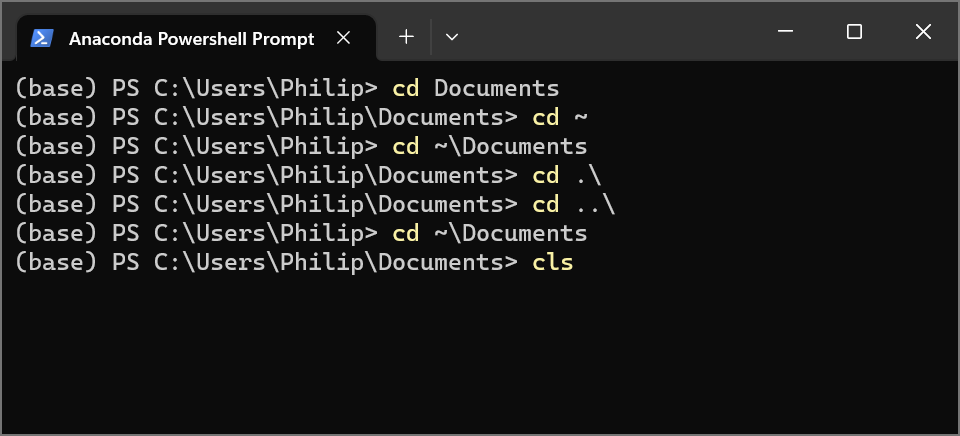 Anaconda Powershell Prompt
(base) PS C:\Users\Philip> cd Documents
(base) PS C:\Users\Philip\Documents> cd ~
(base) PS C:\Users\Philip> cd ~\Documents
(base) PS C:\Users\Philip\Documents> cd .\
(base) PS C:\Users\Philip\Documents> cd ..\
(base) PS C:\Users\Philip> cd ~\Documents
(base) PS C:\Users\Philip\Documents> cls